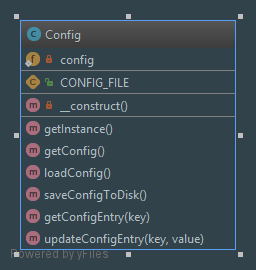 Config
config
CONFIG_FILE
__construct()
getInstance()
getConfig()
loadConfig()
saveConfigToDisk()
getConfigEntry(key)
updateConfigEntry(key, value)
Powered by yFiles